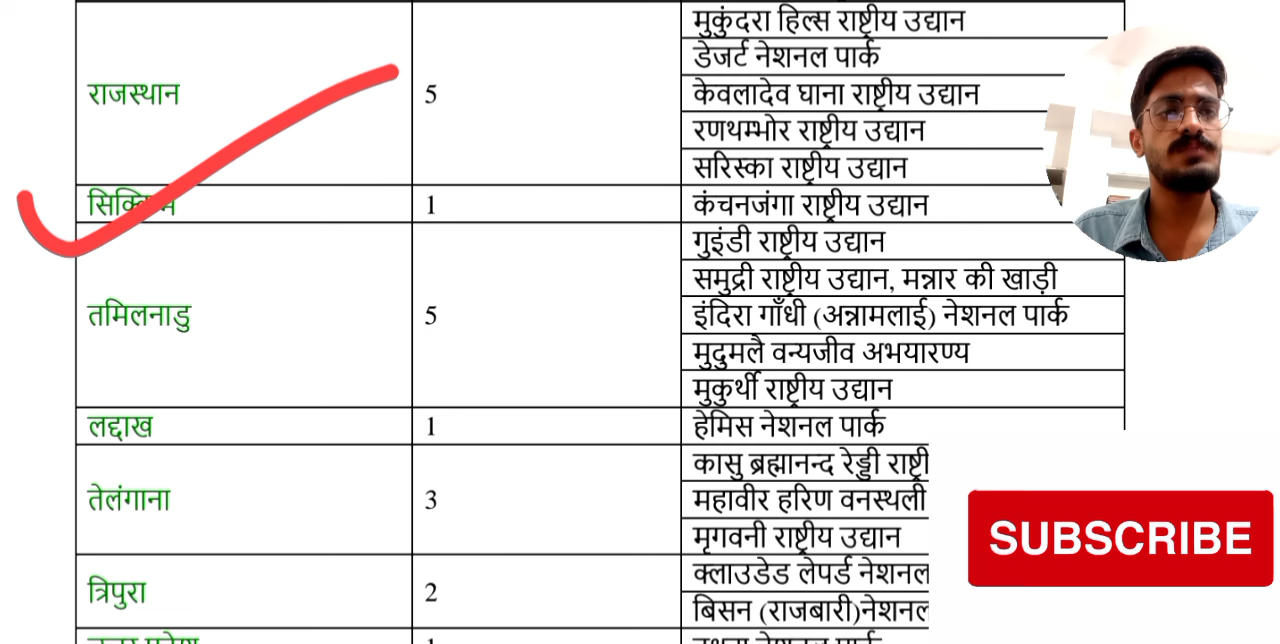 मुकुंदरा हिल्स राष्ट्रीय उद्यान
डेजर्ट नेशनल पार्क
राजस्थान 5 केवलादेव घाना राष्ट्रीय उद्यान
रणथम्भोर राष्ट्रीय उद्यान
सरिस्का राष्ट्रीय उद्यान
सिक्किम 1 कंचनजंगा राष्ट्रीय उद्यान
गुइंडी राष्ट्रीय उद्यान
समुद्री राष्ट्रीय उद्यान, मन्नार की खाड़ी
तमिलनाडु 5 इंदिरा गाँधी (अन्नामलाई) नेशनल पार्क
मुदुमलै वन्यजीव अभयारण्य
मुकुर्थी राष्ट्रीय उद्यान
लद्दाख 1 हेमिस नेशनल पार्क
कासु ब्रह्मानन्द रेड्डी राष्ट्री
तेलंगाना 3 महावीर हरिण वनस्थली
मृगवनी राष्ट्रीय उद्यान
क्लाउडेड लेपर्ड नेशनल
त्रिपुरा 2 बिसन (राजबारी)नेशनल
SUBSCRIBE